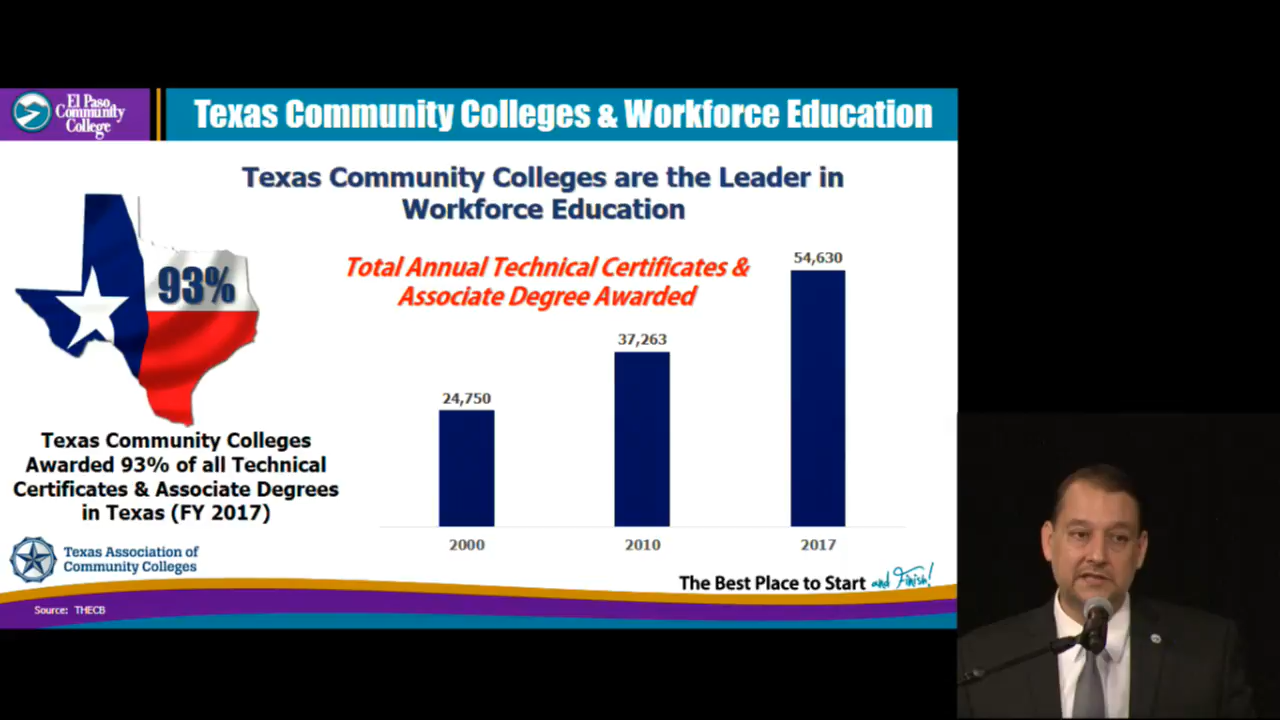 El Paso
Community
College
Texas Community Colleges & Workforce Education
Texas Community Colleges are the Leader in
Workforce Education
93%
Total Annual Technical Certificates &
Associate Degree Awarded
54,630
37,263
24,750
Texas Community Colleges
Awarded 93% of all Technical
Certificates & Associate Degrees
in Texas (FY 2017)
2000
2010
2017
Texas Association of
Community Colleges
The Best Place to Start and Finish!
Source: THECB